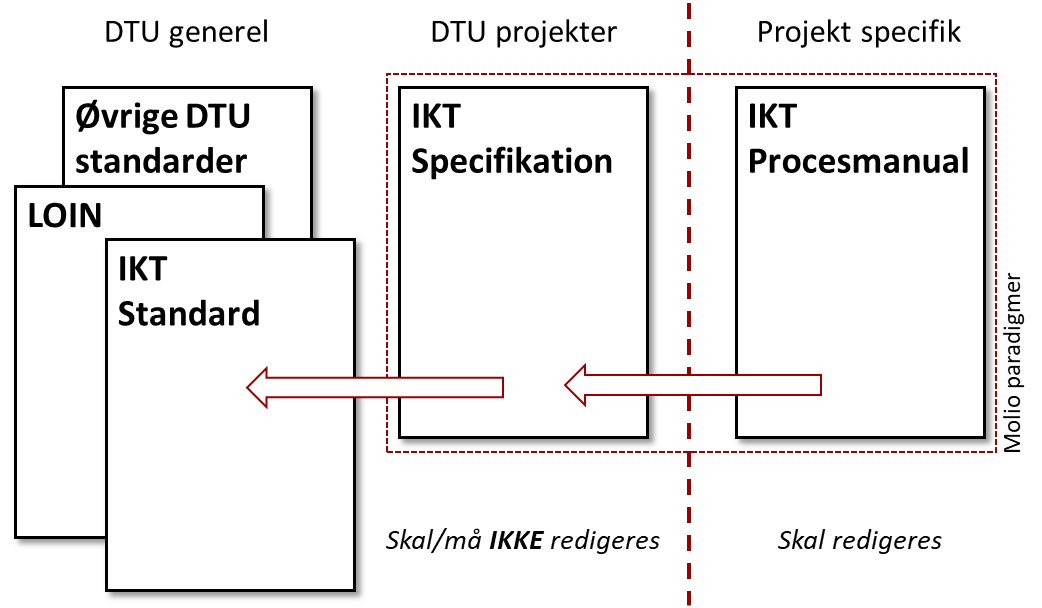 DTU generel
DTU projekter
Projekt specifik
Øvrige DTU
standarder
LOIN
IKT
Standard
IKT
Specifikation
IKT
Procesmanual
Molio paradigmer
Skal/må IKKE redigeres
Skal redigeres